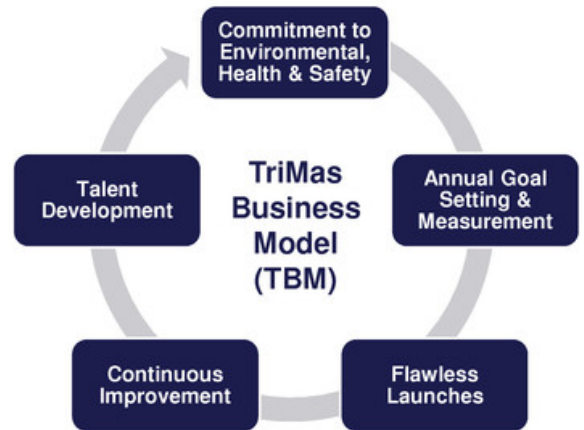 Commitment to
Environmental,
Health & Safety
Annual Goal
Setting &
Measurement
Flawless
Launches
Continuous
Improvement
Talent
Development
TriMas
Business
Model
(TBM)